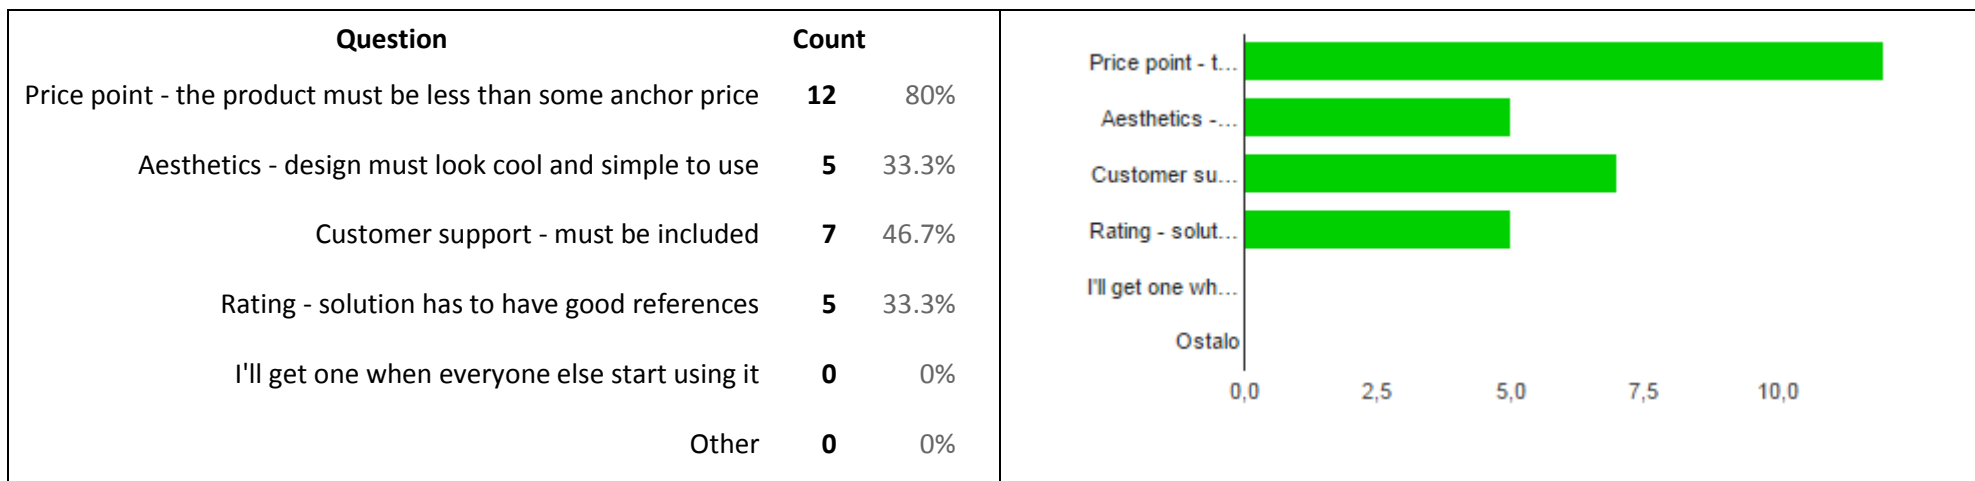 Question Count
Price point - the product must be less than some anchor price 12 80%
Aesthetics - design must look cool and simple to use 5 33.3%
Customer support - must be included 7 46.7%
Rating - solution has to have good references 5 33.3%
I'll get one when everyone else start using it 0 0%
Other 0 0%
Price point - t...
Aesthetics -...
Customer su...
Rating - solut...
I'll get one wh...
Ostalo
0,0 2,5 5,0 7,5 10,0